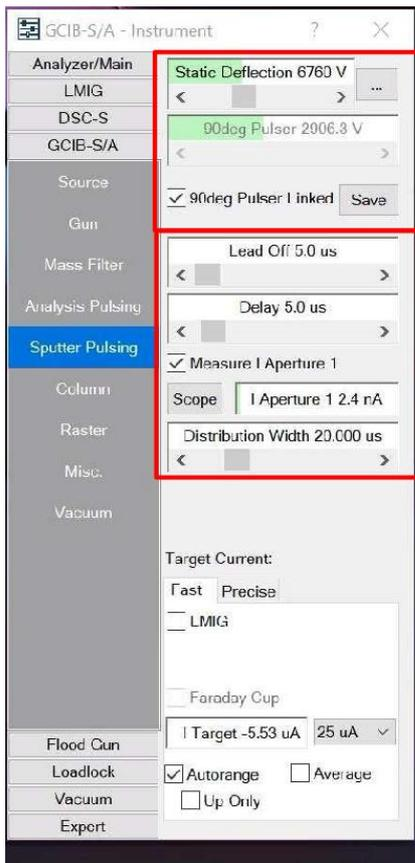 GCIB-S/A - Instrument ? ×
Analyzer/Main
LMIG
DSC-S
GCIB-S/A
Source
Gun
Mass Filter
Analysis Pulsing
Sputter Pulsing
Column
Raster
Misc.
Vacuum
Flood Gun
Loadlock
Vacuum
Expert
Static Deflection 6760 V
...
90deg Pulser 2906.3 V
90deg Pulser Linked
Save
Lead Off 5.0 us
Delay 5.0 us
Measure I Aperture 1
Scope
I Aperture 1 2.4 nA
Distribution Width 20.000 us
Target Current:
Fast Precise
LMIG
Faraday Cup
I Target -5.53 uA
25 uA
Autorange
Average
Up Only